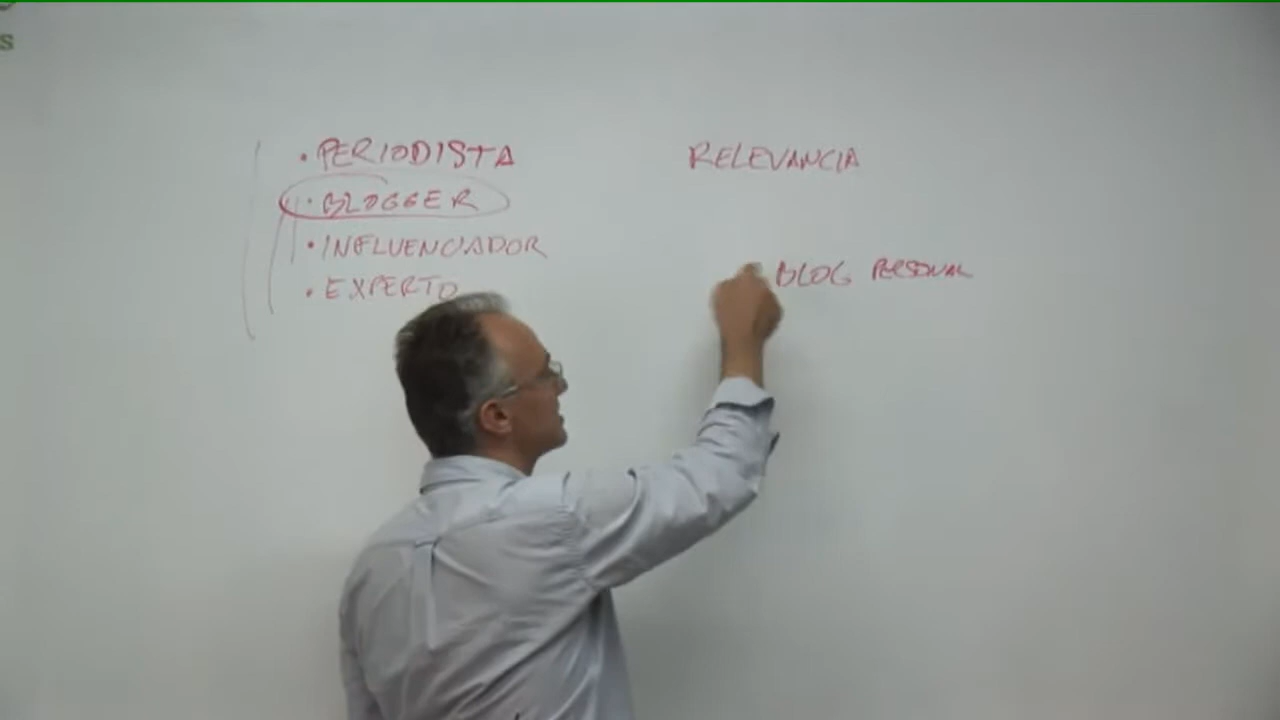 S
• PERIODISTA
• BLOGGER
• INFLUENCIADOR
• EXPERTO
RELEVANCIA
BLOG PERSONAL